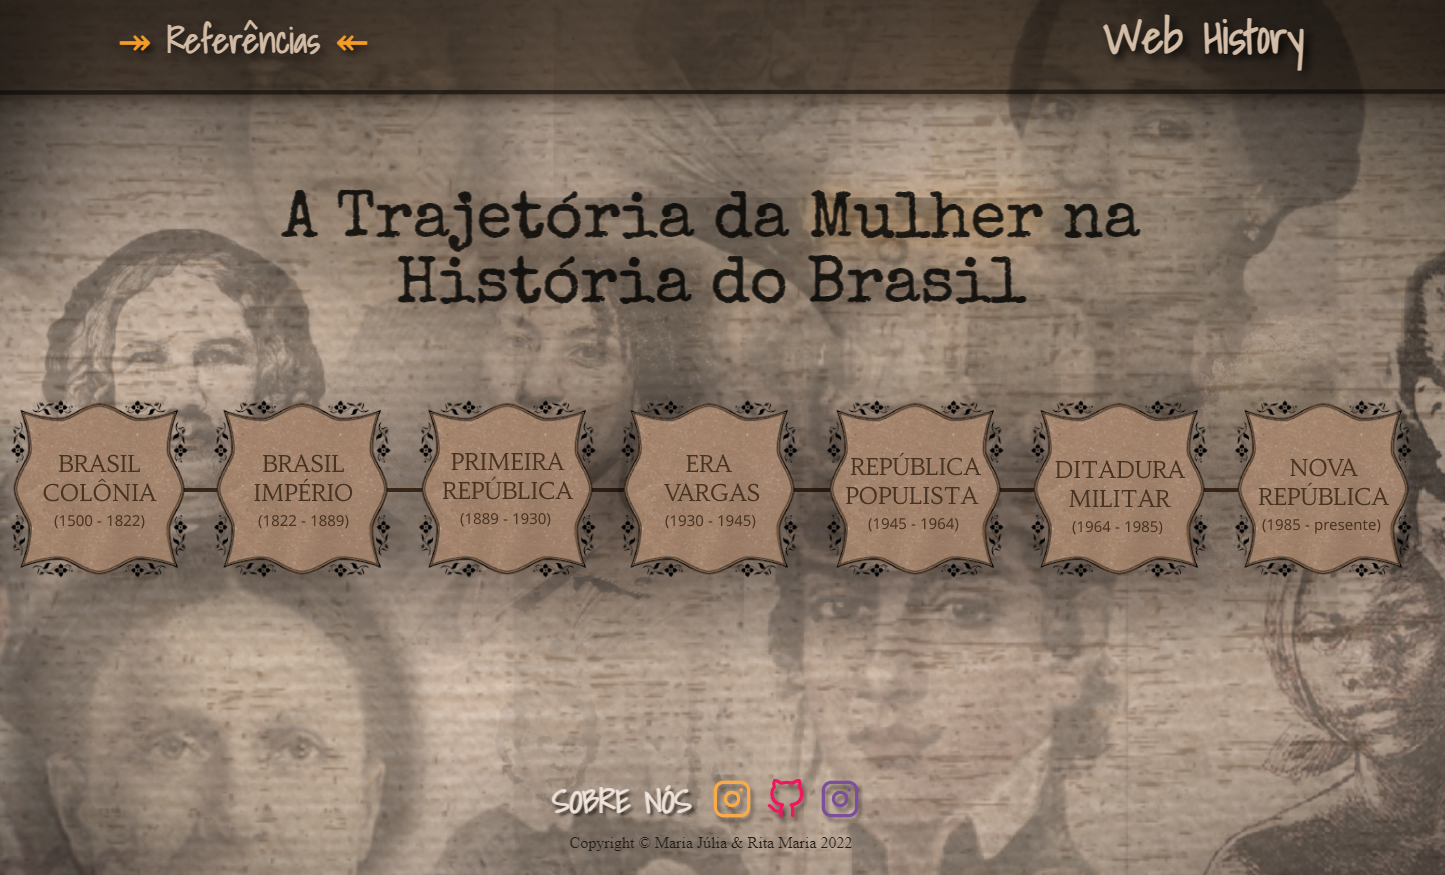 ↠ Referências ↞
Web History
A Trajetória da Mulher na
História do Brasil
BRASIL
COLÔNIA
(1500 - 1822)
BRASIL
IMPÉRIO
(1822 - 1889)
PRIMEIRA
REPÚBLICA
(1889 - 1930)
ERA
VARGAS
(1930 - 1945)
REPÚBLICA
POPULISTA
(1945 - 1964)
DITADURA
MILITAR
(1964 - 1985)
NOVA
REPÚBLICA
(1985 - presente)
SOBRE NÓS
Copyright © Maria Júlia & Rita Maria 2022